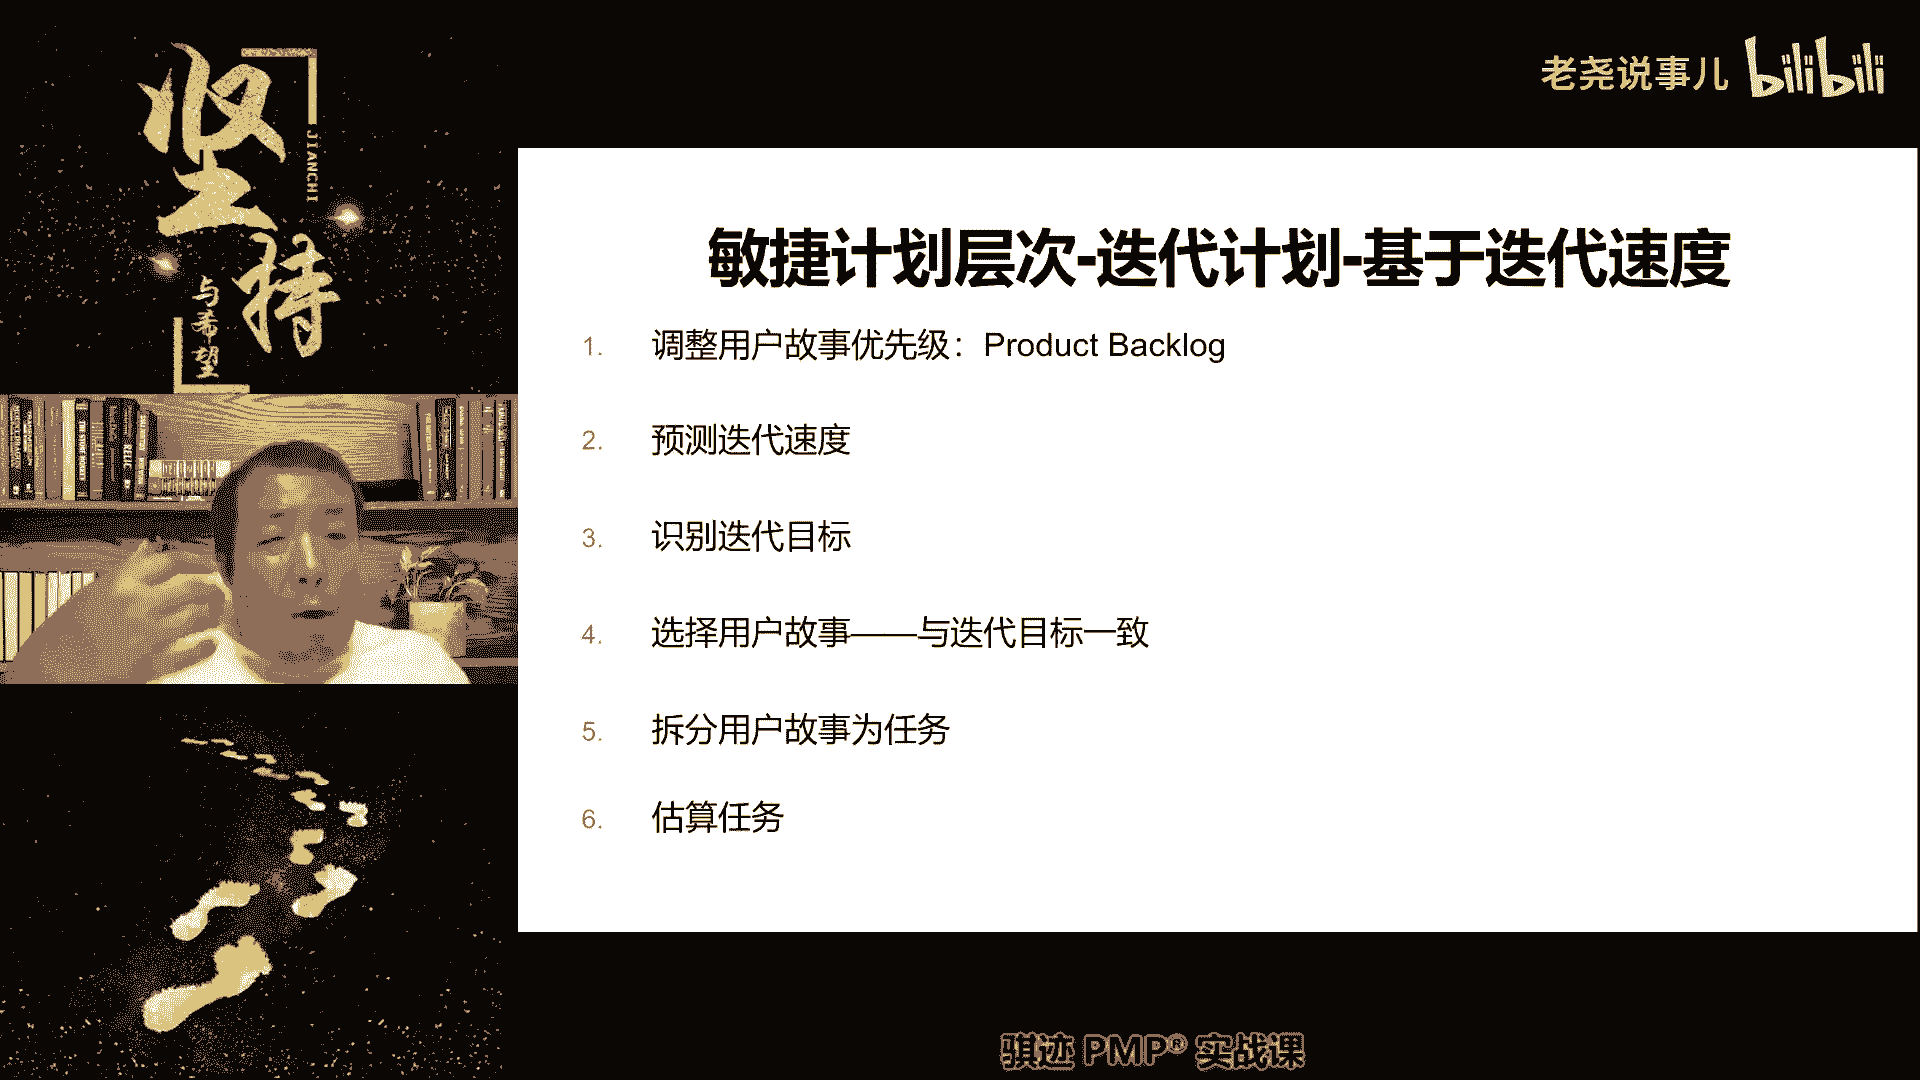 坚持
JIANCHI
与希望
老尧说事儿 bilibili
敏捷计划层次-迭代计划-基于迭代速度
1. 调整用户故事优先级：Product Backlog
2. 预测迭代速度
3. 识别迭代目标
4. 选择用户故事——与迭代目标一致
5. 拆分用户故事为任务
6. 估算任务
骐迹 PMP® 实战课